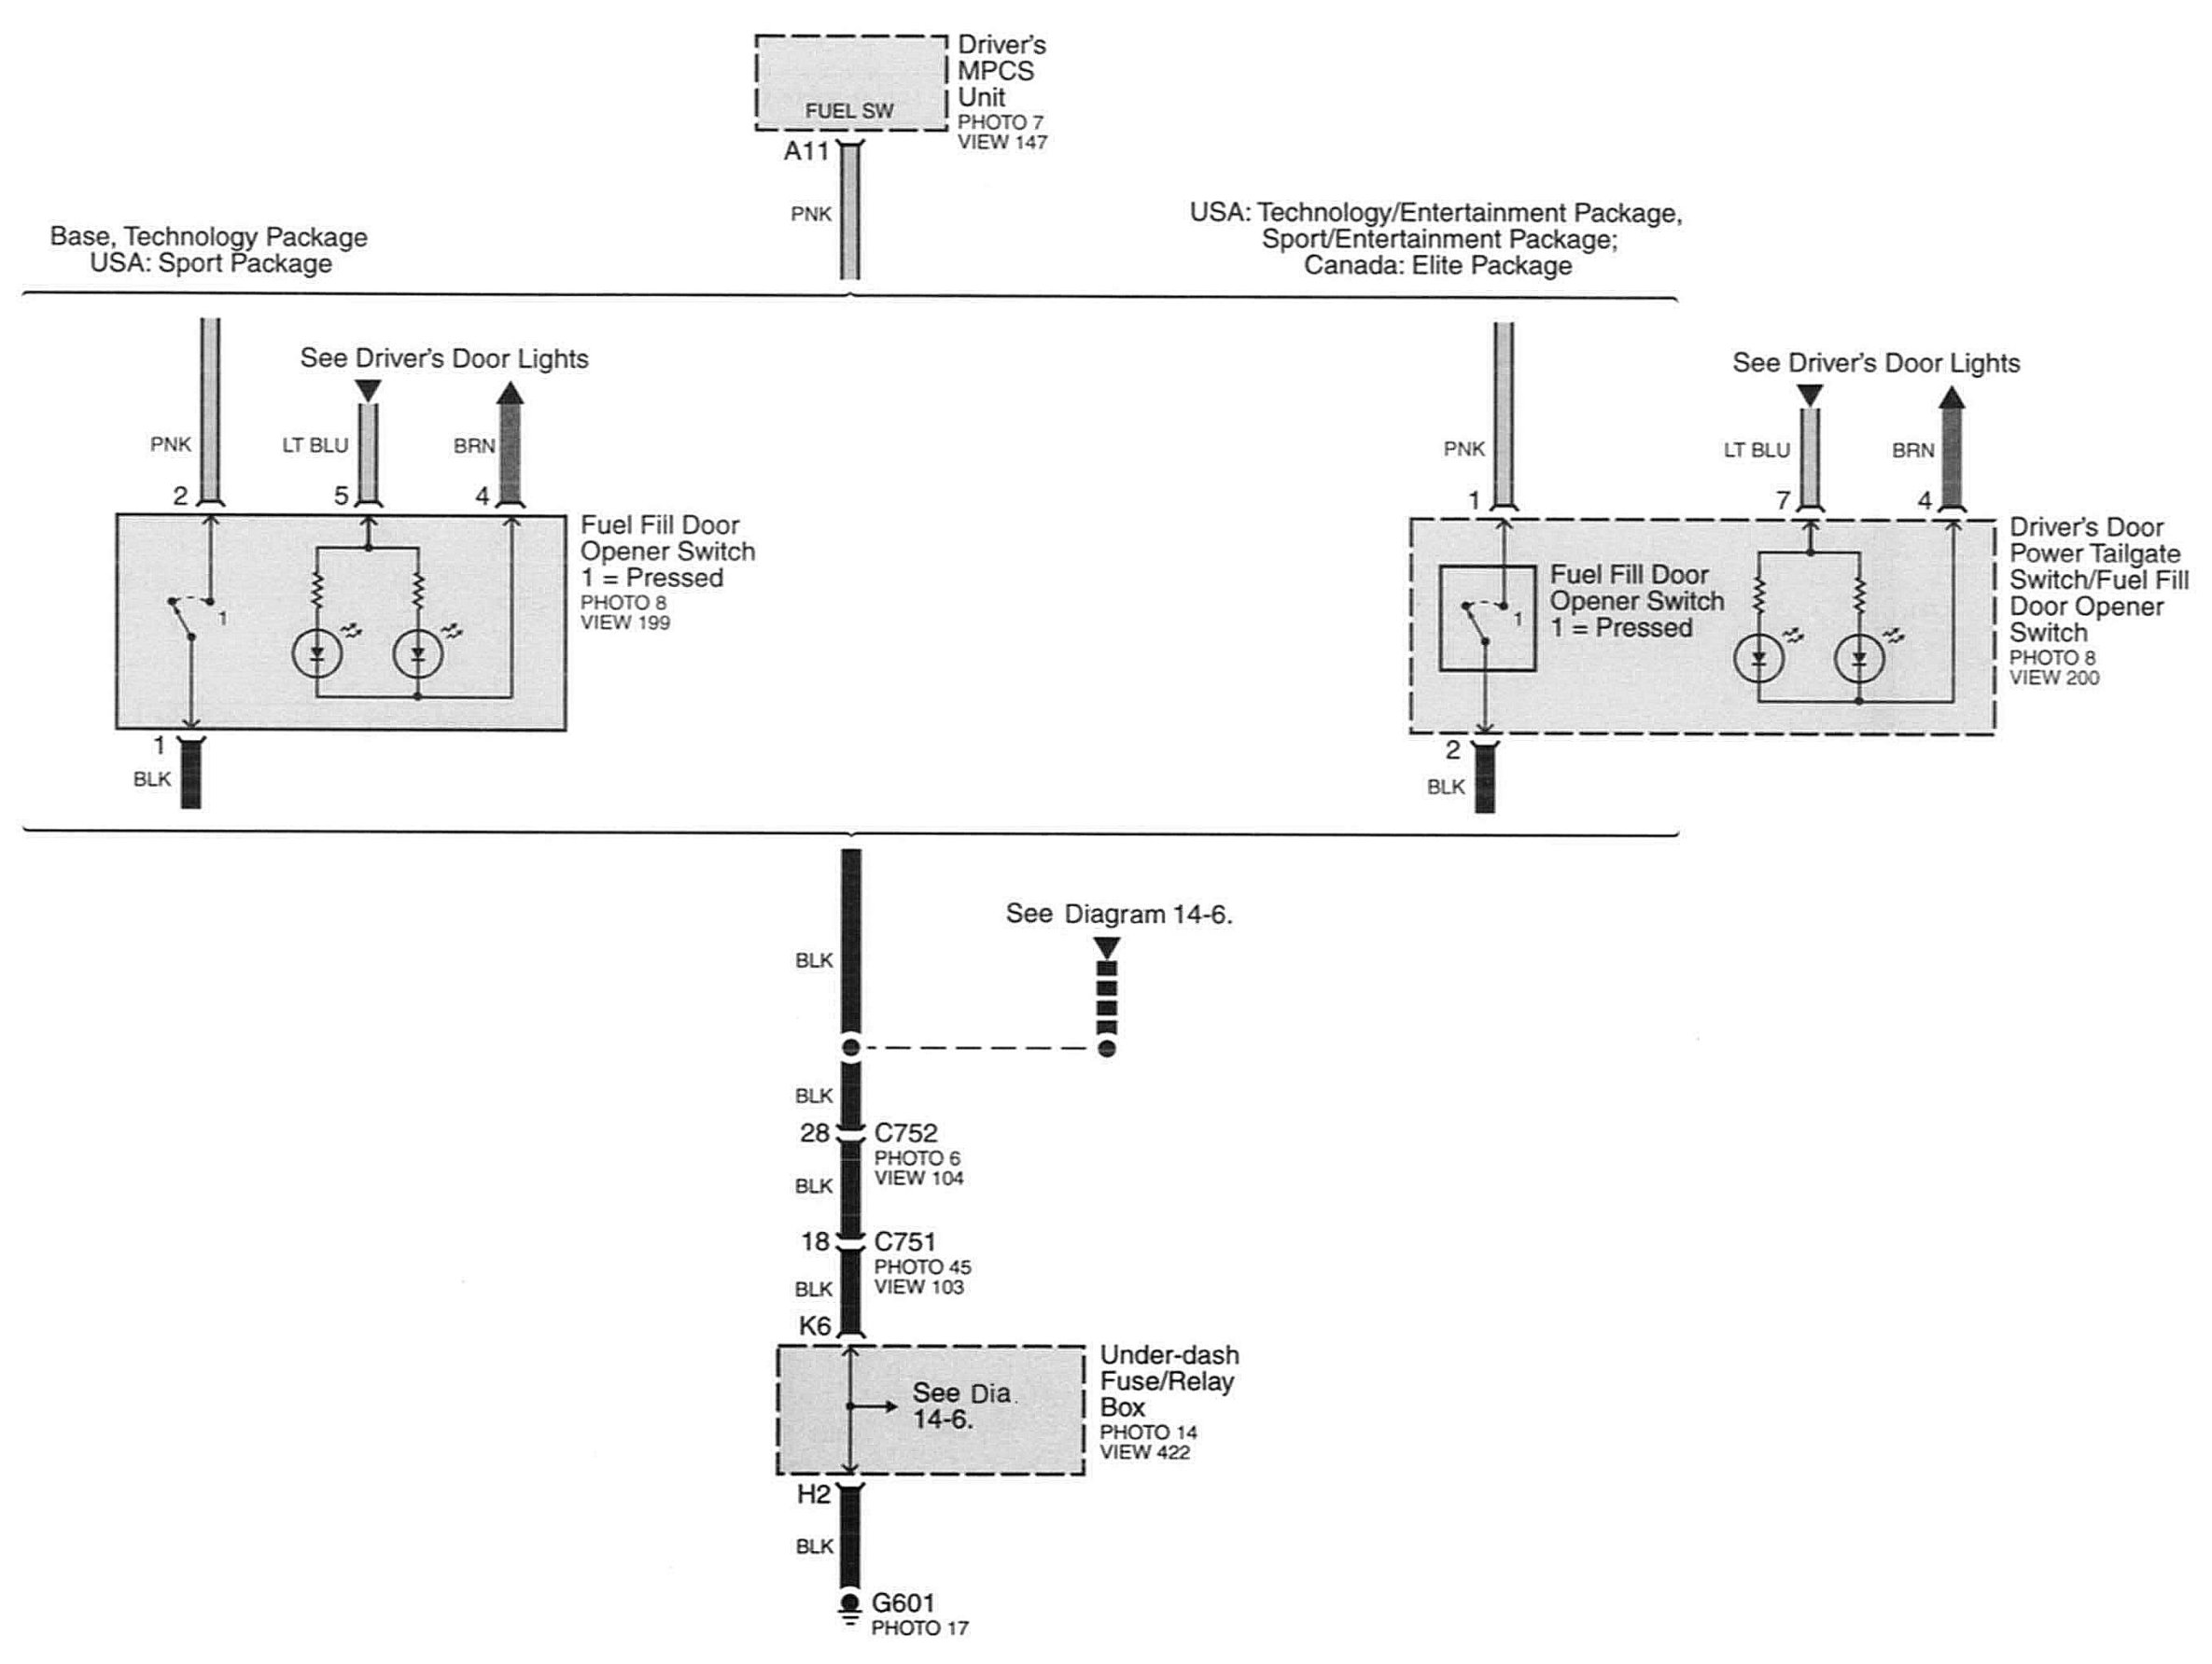 Driver's
MPCS
Unit
PHOTO 7
VIEW 147
FUEL SW
A11
PNK
Base, Technology Package
USA: Sport Package
USA: Technology/Entertainment Package,
Sport/Entertainment Package;
Canada: Elite Package
See Driver's Door Lights
PNK
LT BLU
BRN
2
5
4
Fuel Fill Door
Opener Switch
1 = Pressed
PHOTO 8
VIEW 199
1
1
BLK
See Driver's Door Lights
PNK
LT BLU
BRN
1
7
4
Fuel Fill Door
Opener Switch
1 = Pressed
1
Driver's Door
Power Tailgate
Switch/Fuel Fill
Door Opener
Switch
PHOTO 8
VIEW 200
2
BLK
See Diagram 14-6.
BLK
BLK
28
C752
PHOTO 6
VIEW 104
BLK
18
C751
PHOTO 45
VIEW 103
BLK
K6
See Dia.
14-6.
Under-dash
Fuse/Relay
Box
PHOTO 14
VIEW 422
H2
BLK
G601
PHOTO 17